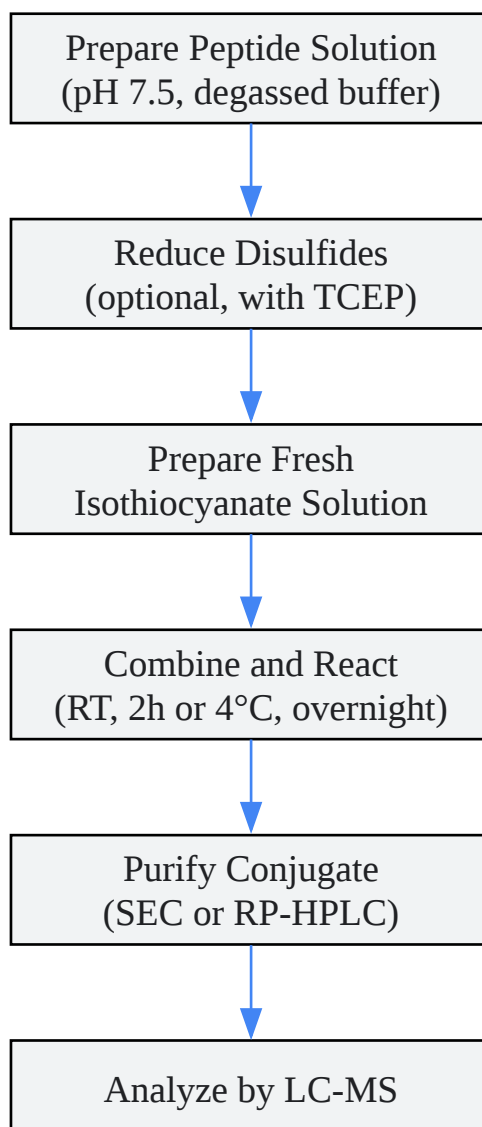 Prepare Peptide Solution
(pH 7.5, degassed buffer)
Reduce Disulfides
(optional, with TCEP)
Prepare Fresh
Isothiocyanate Solution
Combine and React
(RT, 2h or 4°C, overnight)
Purify Conjugate
(SEC or RP-HPLC)
Analyze by LC-MS